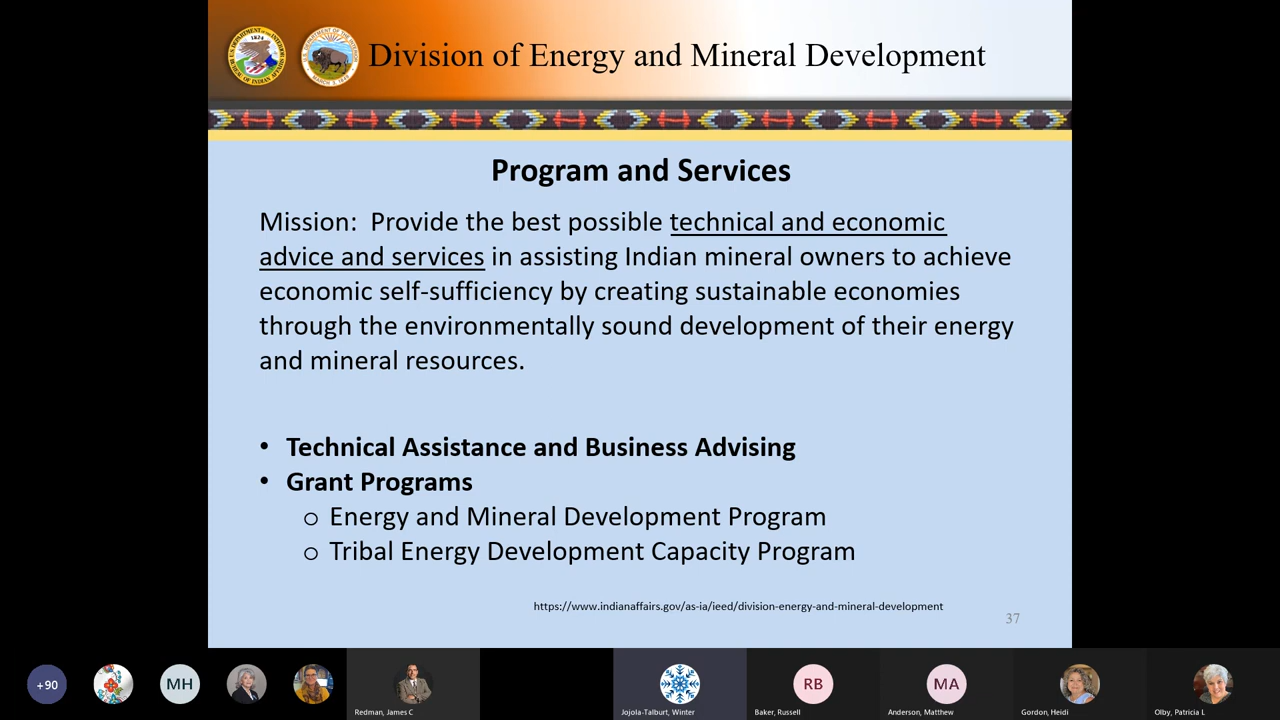 Division of Energy and Mineral Development
Program and Services
Mission: Provide the best possible technical and economic
advice and services in assisting Indian mineral owners to achieve
economic self-sufficiency by creating sustainable economies
through the environmentally sound development of their energy
and mineral resources.
• Technical Assistance and Business Advising
• Grant Programs
o Energy and Mineral Development Program
o Tribal Energy Development Capacity Program
https://www.indianaffairs.gov/as-ia/ieed/division-energy-and-mineral-development
37
+90
MH
RB
MA
Redman, James C
Jojola-Talburt, Winter
Baker, Russell
Anderson, Matthew
Gordon, Heidi
Olby, Patricia L